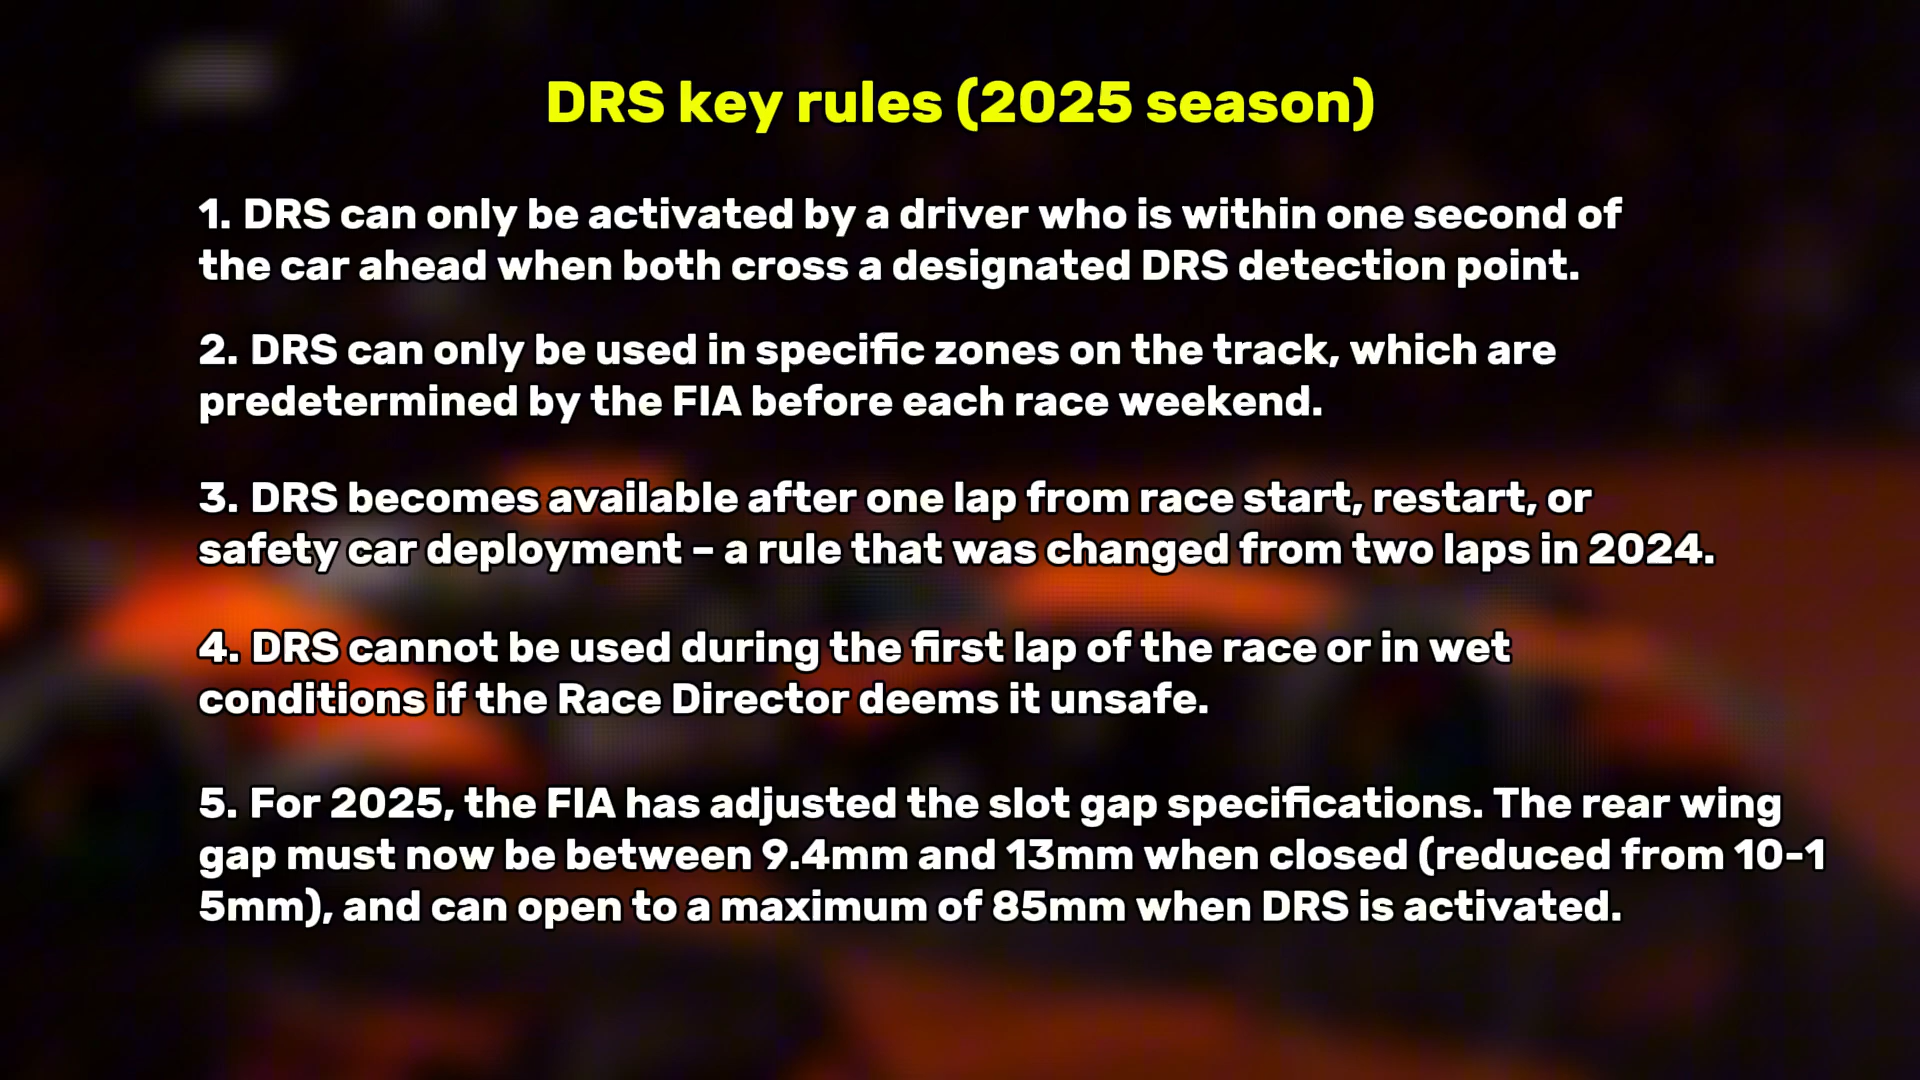 DRS key rules (2025 season)
1. DRS can only be activated by a driver who is within one second of
the car ahead when both cross a designated DRS detection point.
2. DRS can only be used in specific zones on the track, which are
predetermined by the FIA before each race weekend.
3. DRS becomes available after one lap from race start, restart, or
safety car deployment – a rule that was changed from two laps in 2024.
4. DRS cannot be used during the first lap of the race or in wet
conditions if the Race Director deems it unsafe.
5. For 2025, the FIA has adjusted the slot gap specifications. The rear wing
gap must now be between 9.4mm and 13mm when closed (reduced from 10-1
5mm), and can open to a maximum of 85mm when DRS is activated.